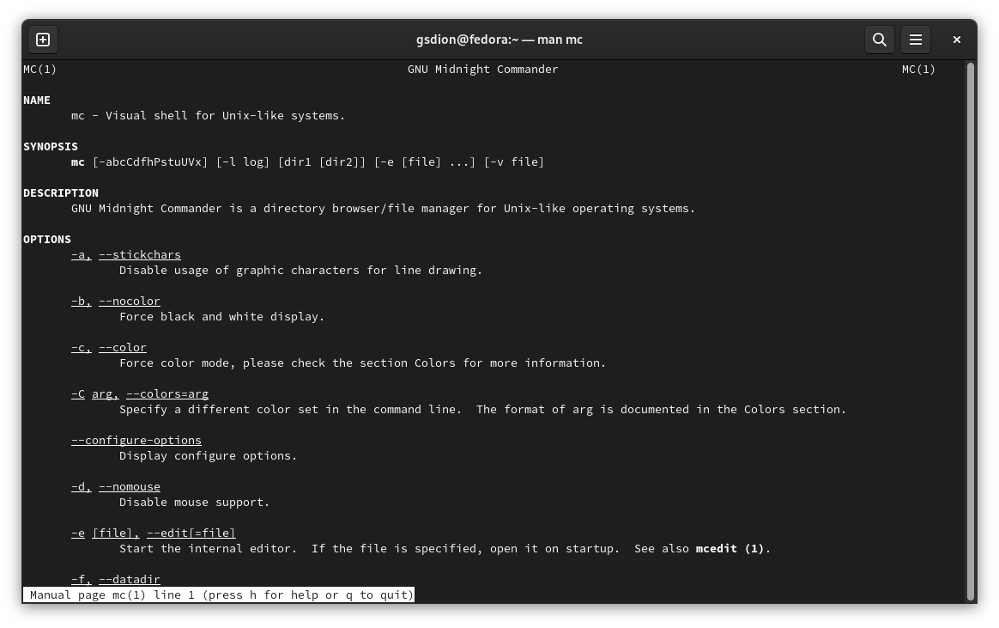 gsdion@fedora:~ — man mc
MC(1) GNU Midnight Commander MC(1)
NAME
mc - Visual shell for Unix-like systems.
SYNOPSIS
mc [-abcCdfhPstuUVx] [-l log] [dir1 [dir2]] [-e [file] ...] [-v file]
DESCRIPTION
GNU Midnight Commander is a directory browser/file manager for Unix-like operating systems.
OPTIONS
-a, --stickchars
Disable usage of graphic characters for line drawing.
-b, --nocolor
Force black and white display.
-c, --color
Force color mode, please check the section Colors for more information.
-C arg, --colors=arg
Specify a different color set in the command line.  The format of arg is documented in the Colors section.
--configure-options
Display configure options.
-d, --nomouse
Disable mouse support.
-e [file], --edit[=file]
Start the internal editor.  If the file is specified, open it on startup.  See also mcedit (1).
-f, --datadir
Manual page mc(1) line 1 (press h for help or q to quit)